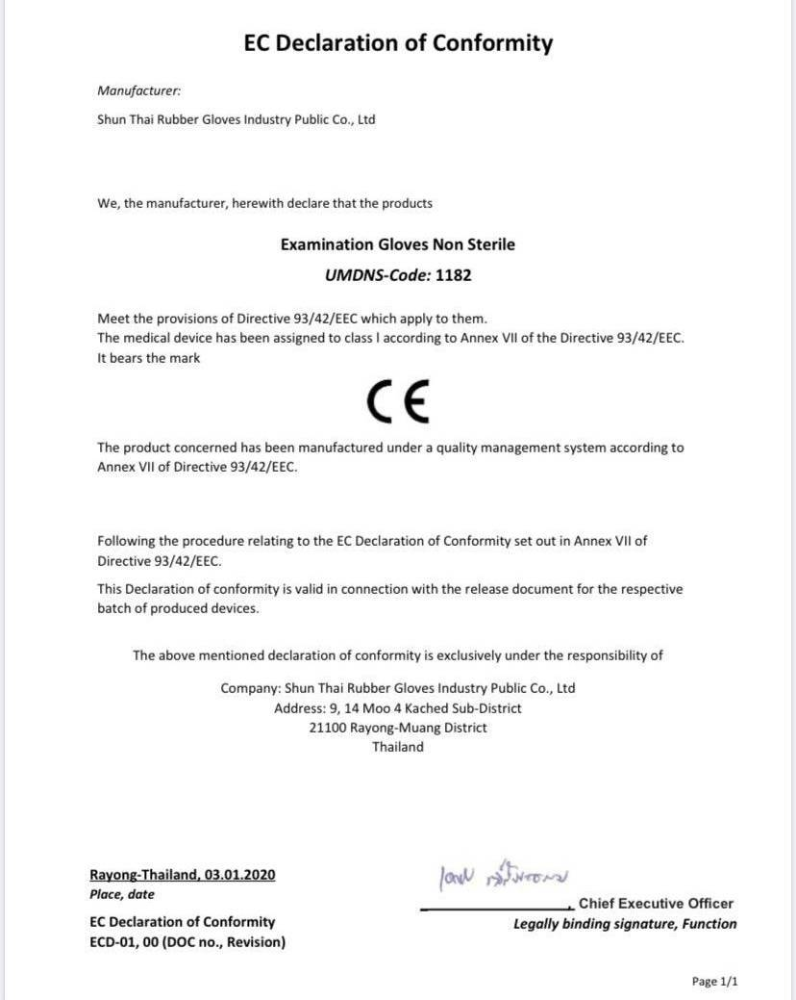 EC Declaration of Conformity
Manufacturer:
Shun Thai Rubber Gloves Industry Public Co., Ltd
We, the manufacturer, herewith declare that the products
Examination Gloves Non Sterile
UMDNS-Code: 1182
Meet the provisions of Directive 93/42/EEC which apply to them.
The medical device has been assigned to class I according to Annex VII of the Directive 93/42/EEC.
It bears the mark
CE
The product concerned has been manufactured under a quality management system according to
Annex VII of Directive 93/42/EEC.
Following the procedure relating to the EC Declaration of Conformity set out in Annex VII of
Directive 93/42/EEC.
This Declaration of conformity is valid in connection with the release document for the respective
batch of produced devices.
The above mentioned declaration of conformity is exclusively under the responsibility of
Company: Shun Thai Rubber Gloves Industry Public Co., Ltd
Address: 9, 14 Moo 4 Kached Sub-District
21100 Rayong-Muang District
Thailand
Rayong-Thailand, 03.01.2020
Place, date
, Chief Executive Officer
Legally binding signature, Function
EC Declaration of Conformity
ECD-01, 00 (DOC no., Revision)
Page 1/1